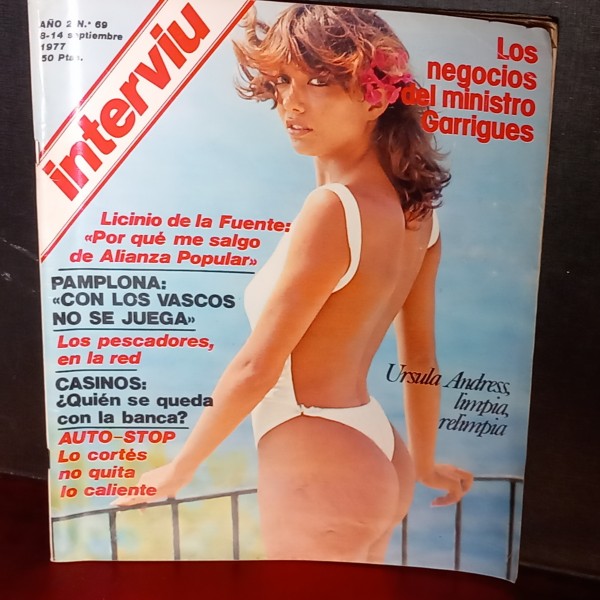 AÑO 2 N.º 69
8-14 septiembre
1977
50 Ptas.
interviu
Los
negocios
del ministro
Garrigues
Licinio de la Fuente:
«Por qué me salgo
de Alianza Popular»
PAMPLONA:
«CON LOS VASCOS
NO SE JUEGA»
Los pescadores,
en la red
CASINOS:
¿Quién se queda
con la banca?
AUTO-STOP
Lo cortés
no quita
lo caliente
Ursula Andress,
limpia,
relimpia